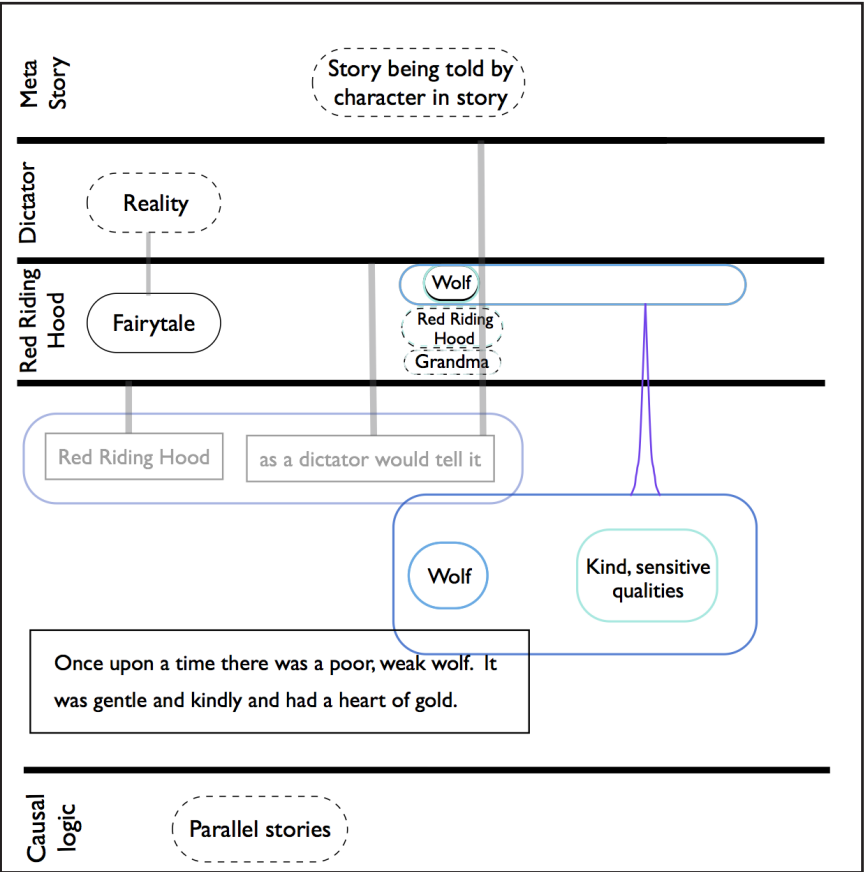 Meta
Story
Story being told by
character in story
Dictator
Reality
Red Riding
Hood
Fairytale
Wolf
Red Riding
Hood
Grandma
Red Riding Hood
as a dictator would tell it
Wolf
Kind, sensitive
qualities
Once upon a time there was a poor, weak wolf. It
was gentle and kindly and had a heart of gold.
Causal
logic
Parallel stories